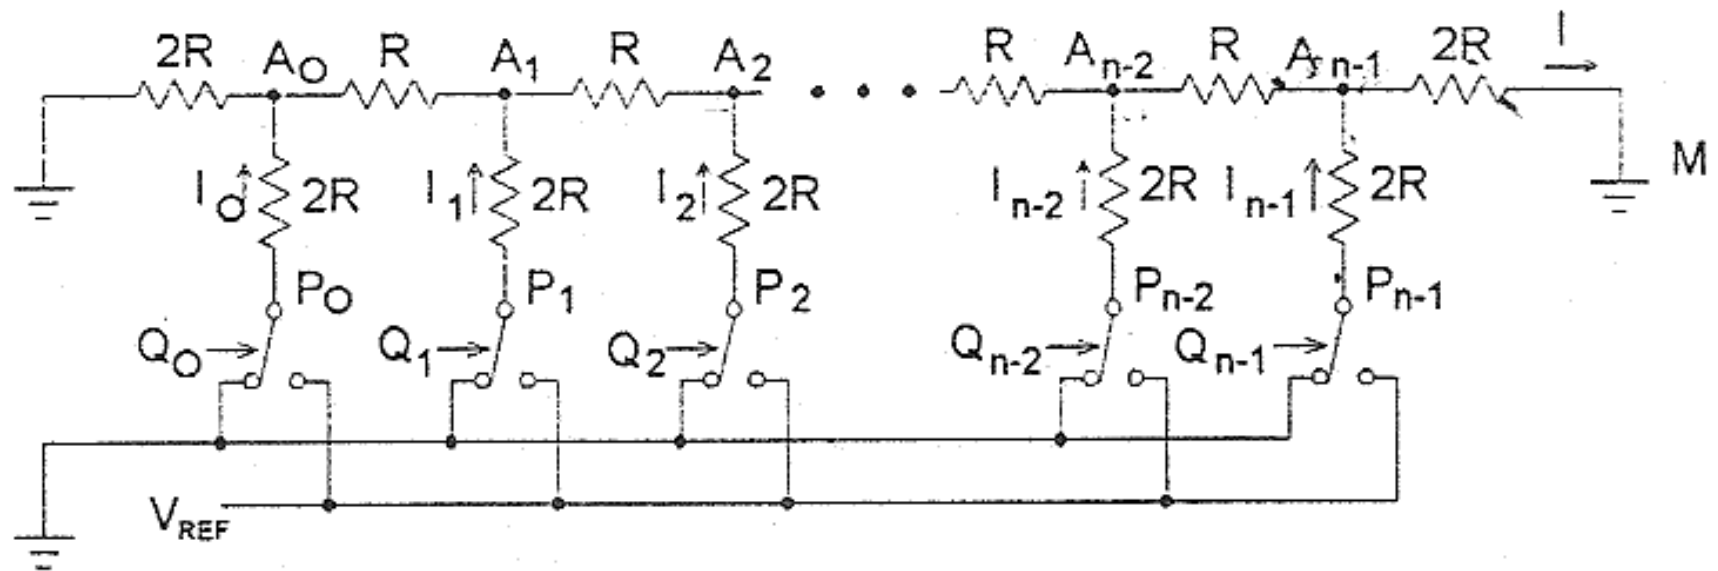 2R A0 R A1 R A2 R An-2 R An-1 2R I
I0 2R I1 2R I2 2R In-2 2R In-1 2R M
P0 P1 P2 Pn-2 Pn-1
Q0 Q1 Q2 Qn-2 Qn-1
VREF